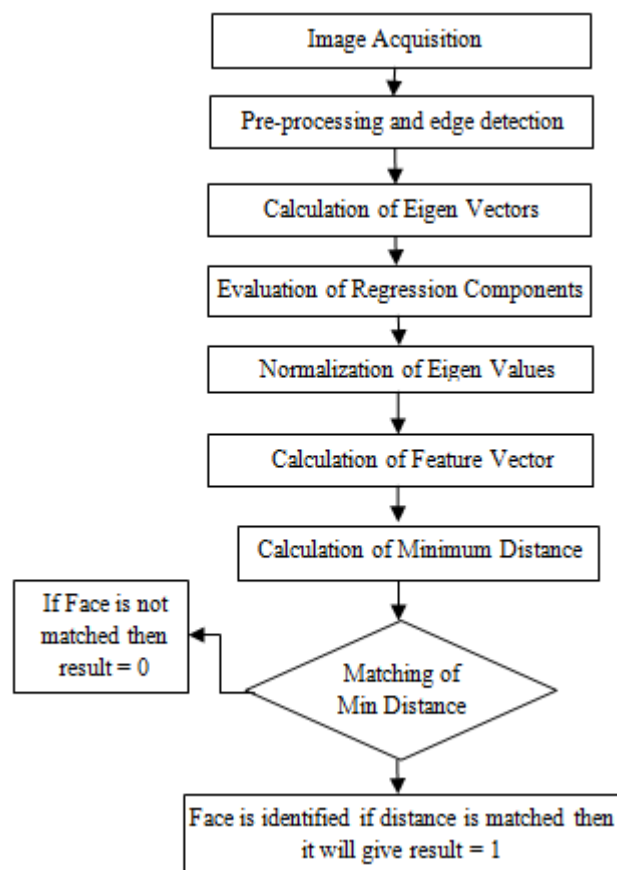 Image Acquisition
Pre-processing and edge detection
Calculation of Eigen Vectors
Evaluation of Regression Components
Normalization of Eigen Values
Calculation of Feature Vector
Calculation of Minimum Distance
If Face is not
matched then
result = 0
Matching of
Min Distance
Face is identified if distance is matched then
it will give result = 1